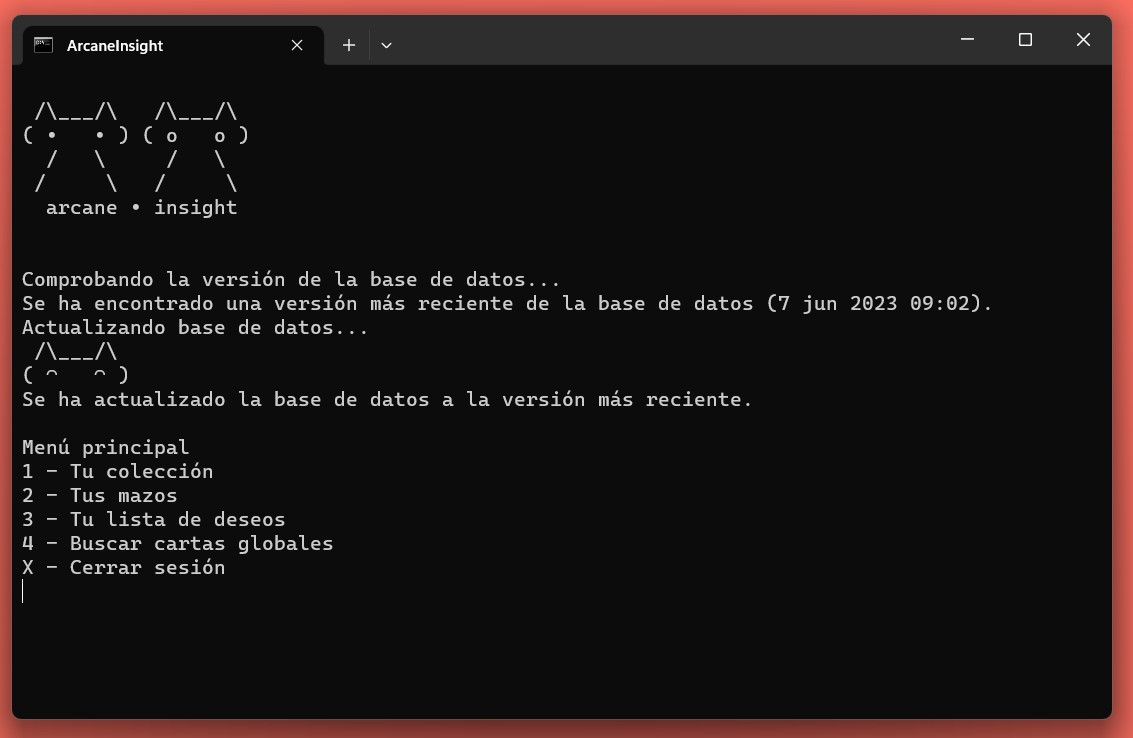 ArcaneInsight
 /\___/\   /\___/\
( •   • ) ( o   o )
  /   \     /   \
 /     \   /     \
  arcane • insight
Comprobando la versión de la base de datos...
Se ha encontrado una versión más reciente de la base de datos (7 jun 2023 09:02).
Actualizando base de datos...
 /\___/\
( ᴖ   ᴖ )
Se ha actualizado la base de datos a la versión más reciente.
Menú principal
1 - Tu colección
2 - Tus mazos
3 - Tu lista de deseos
4 - Buscar cartas globales
X - Cerrar sesión